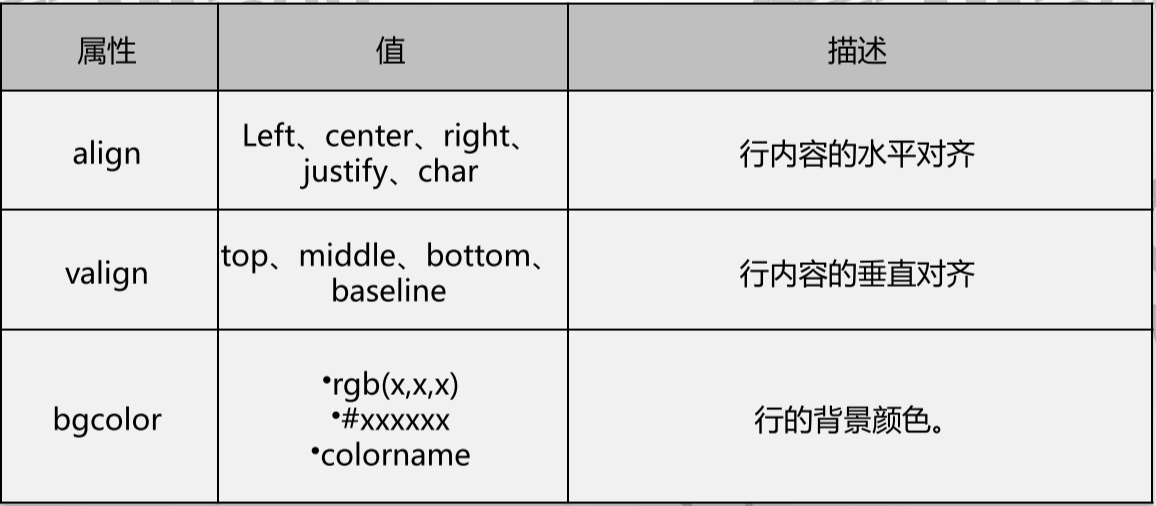 属性 值 描述
align Left、center、right、 行内容的水平对齐
justify、char
valign top、middle、bottom、 行内容的垂直对齐
baseline
•rgb(x,x,x)
bgcolor •#xxxxxx 行的背景颜色。
•colorname